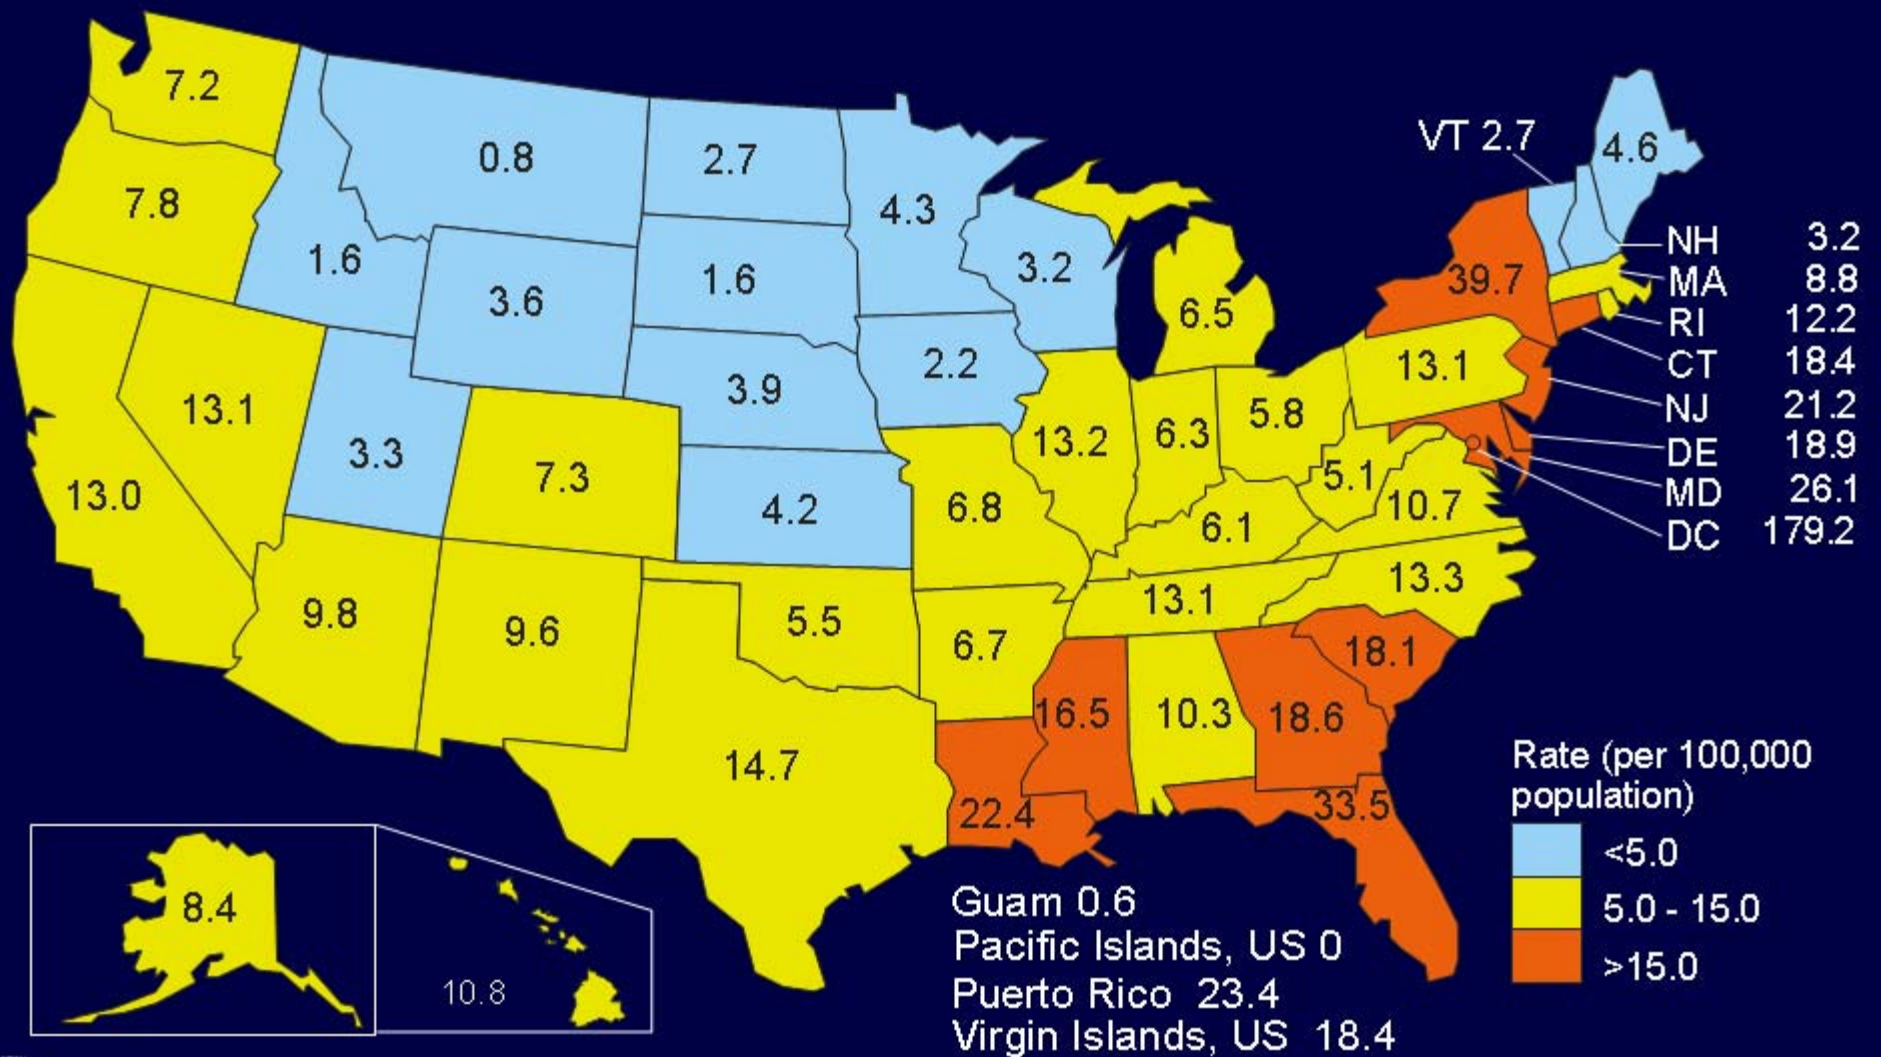 7.2
7.8
0.8
2.7
4.3
VT 2.7
4.6
1.6
3.6
1.6
3.2
6.5
39.7
NH 3.2
MA 8.8
RI 12.2
CT 18.4
NJ 21.2
DE 18.9
MD 26.1
DC 179.2
13.0
13.1
3.3
7.3
3.9
4.2
2.2
6.8
13.2
6.3
5.8
13.1
5.1
10.7
6.1
13.1
13.3
9.8
9.6
5.5
6.7
14.7
22.4
16.5
10.3
18.6
18.1
33.5
8.4
10.8
Guam 0.6
Pacific Islands, US 0
Puerto Rico 23.4
Virgin Islands, US 18.4
Rate (per 100,000
population)
<5.0
5.0 - 15.0
>15.0